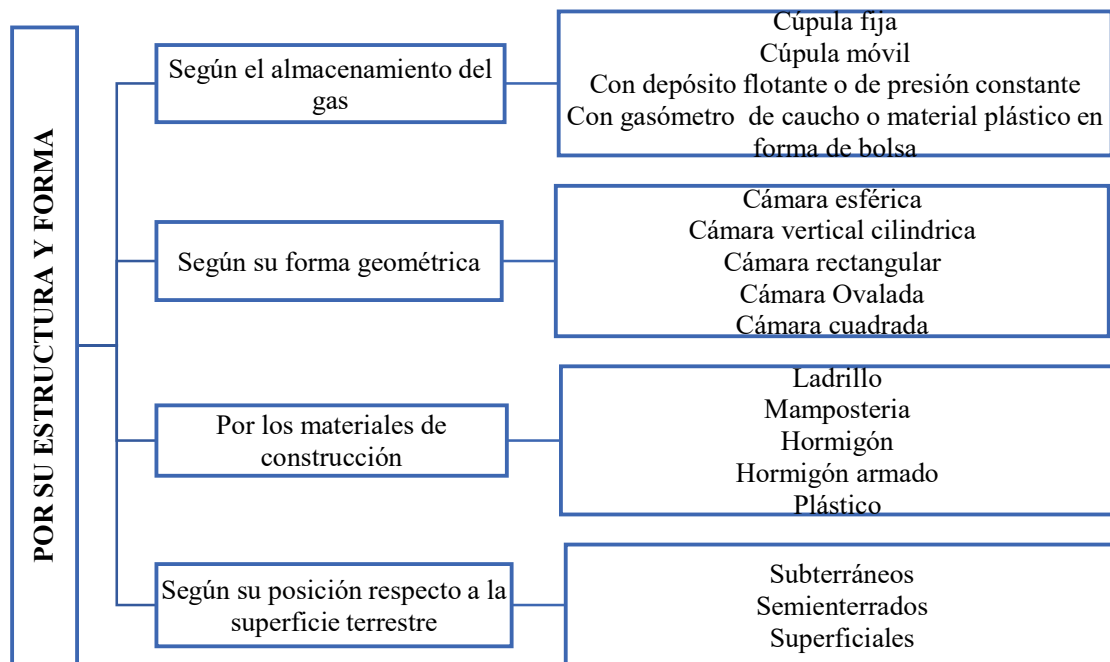 POR SU ESTRUCTURA Y FORMA
Según el almacenamiento del
gas
Cúpula fija
Cúpula móvil
Con depósito flotante o de presión constante
Con gasómetro de caucho o material plástico en
forma de bolsa
Según su forma geométrica
Cámara esférica
Cámara vertical cilindrica
Cámara rectangular
Cámara Ovalada
Cámara cuadrada
Por los materiales de
construcción
Ladrillo
Mamposteria
Hormigón
Hormigón armado
Plástico
Según su posición respecto a la
superficie terrestre
Subterráneos
Semienterrados
Superficiales